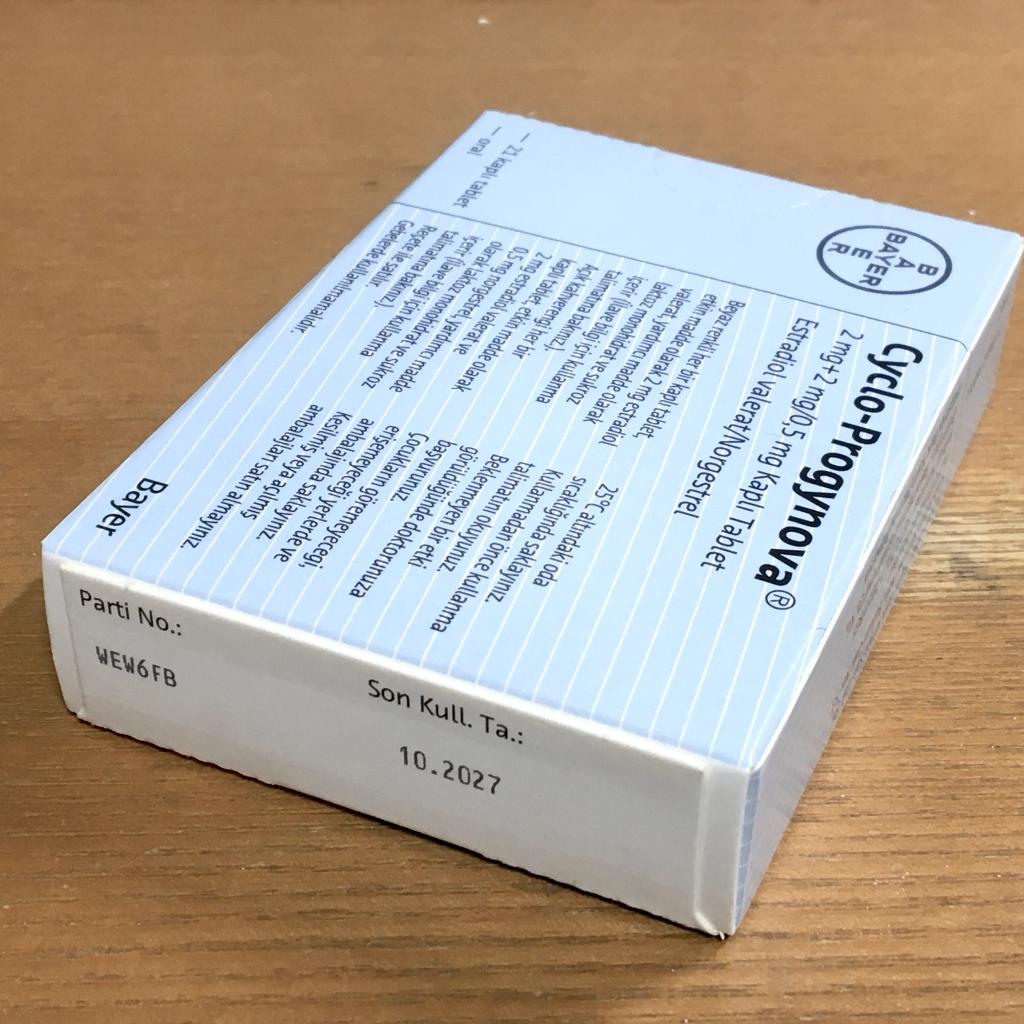 Cyclo-Progynova®
2 mg+2 mg/0,5 mg Kaplı Tablet
Estradiol valerat/Norgestrel
Beyaz renkli her bir kaplı tablet,
etkin madde olarak 2 mg estradiol
valerat, yardımcı madde olarak
laktoz monohidrat ve sukroz
içerir (ilave bilgi için kullanma
talimatına bakınız).
Açık kahverengi her bir
kaplı tablet, etkin madde olarak
2 mg estradiol valerat ve
0,5 mg norgestrel, yardımcı madde
olarak laktoz monohidrat ve sukroz
içerir (ilave bilgi için kullanma
talimatına bakınız).
Reçete ile satılır.
Gebelerde kullanılmamalıdır.
25°C altındaki oda
sıcaklığında saklayınız.
Kullanmadan önce kullanma
talimatını okuyunuz.
Beklenmeyen bir etki
görüldüğünde doktorunuza
başvurunuz.
Çocukların göremeyeceği,
erişemeyeceği yerlerde ve
ambalajında saklayınız.
Kesilmiş veya açılmış
ambalajları satın almayınız.
Bayer
BAYER
BAYER
— 21 kaplı tablet
— oral
Parti No.:
WEW6FB
Son Kull. Ta.:
10.2027